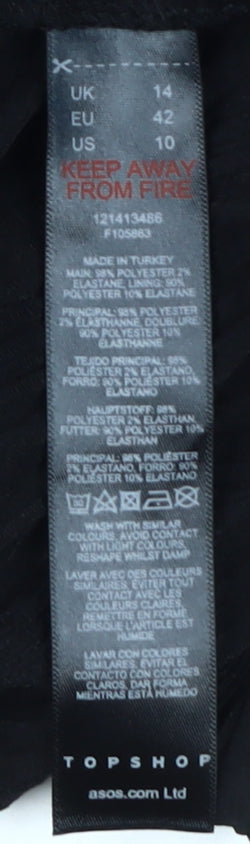 UK 14
EU 42
US 10
KEEP AWAY
FROM FIRE
121413486
F105863
MADE IN TURKEY
MAIN: 98% POLYESTER 2%
ELASTANE, LINING: 90%
POLYESTER 10% ELASTANE
PRINCIPAL: 98% POLYESTER
2% ÉLASTHANNE, DOUBLURE:
90% POLYESTER 10%
ÉLASTHANNE
TEJIDO PRINCIPAL: 98%
POLIÉSTER 2% ELASTANO,
FORRO: 90% POLIÉSTER 10%
ELASTANO
HAUPTSTOFF: 98%
POLYESTER 2% ELASTHAN,
FUTTER: 90% POLYESTER 10%
ELASTHAN
PRINCIPAL: 98% POLIÉSTER
2% ELASTANO, FORRO: 90%
POLIÉSTER 10% ELASTANO
WASH WITH SIMILAR
COLOURS, AVOID CONTACT
WITH LIGHT COLOURS,
RESHAPE WHILST DAMP
LAVER AVEC DES COULEURS
SIMILAIRES, ÉVITER TOUT
CONTACT AVEC LES
COULEURS CLAIRES,
REMETTRE EN FORME
LORSQUE L'ARTICLE EST
HUMIDE
LAVAR CON COLORES
SIMILARES, EVITAR EL
CONTACTO CON COLORES
CLAROS, DAR FORMA
MIENTRAS ESTÁ HÚMEDO
TOPSHOP
asos.com Ltd